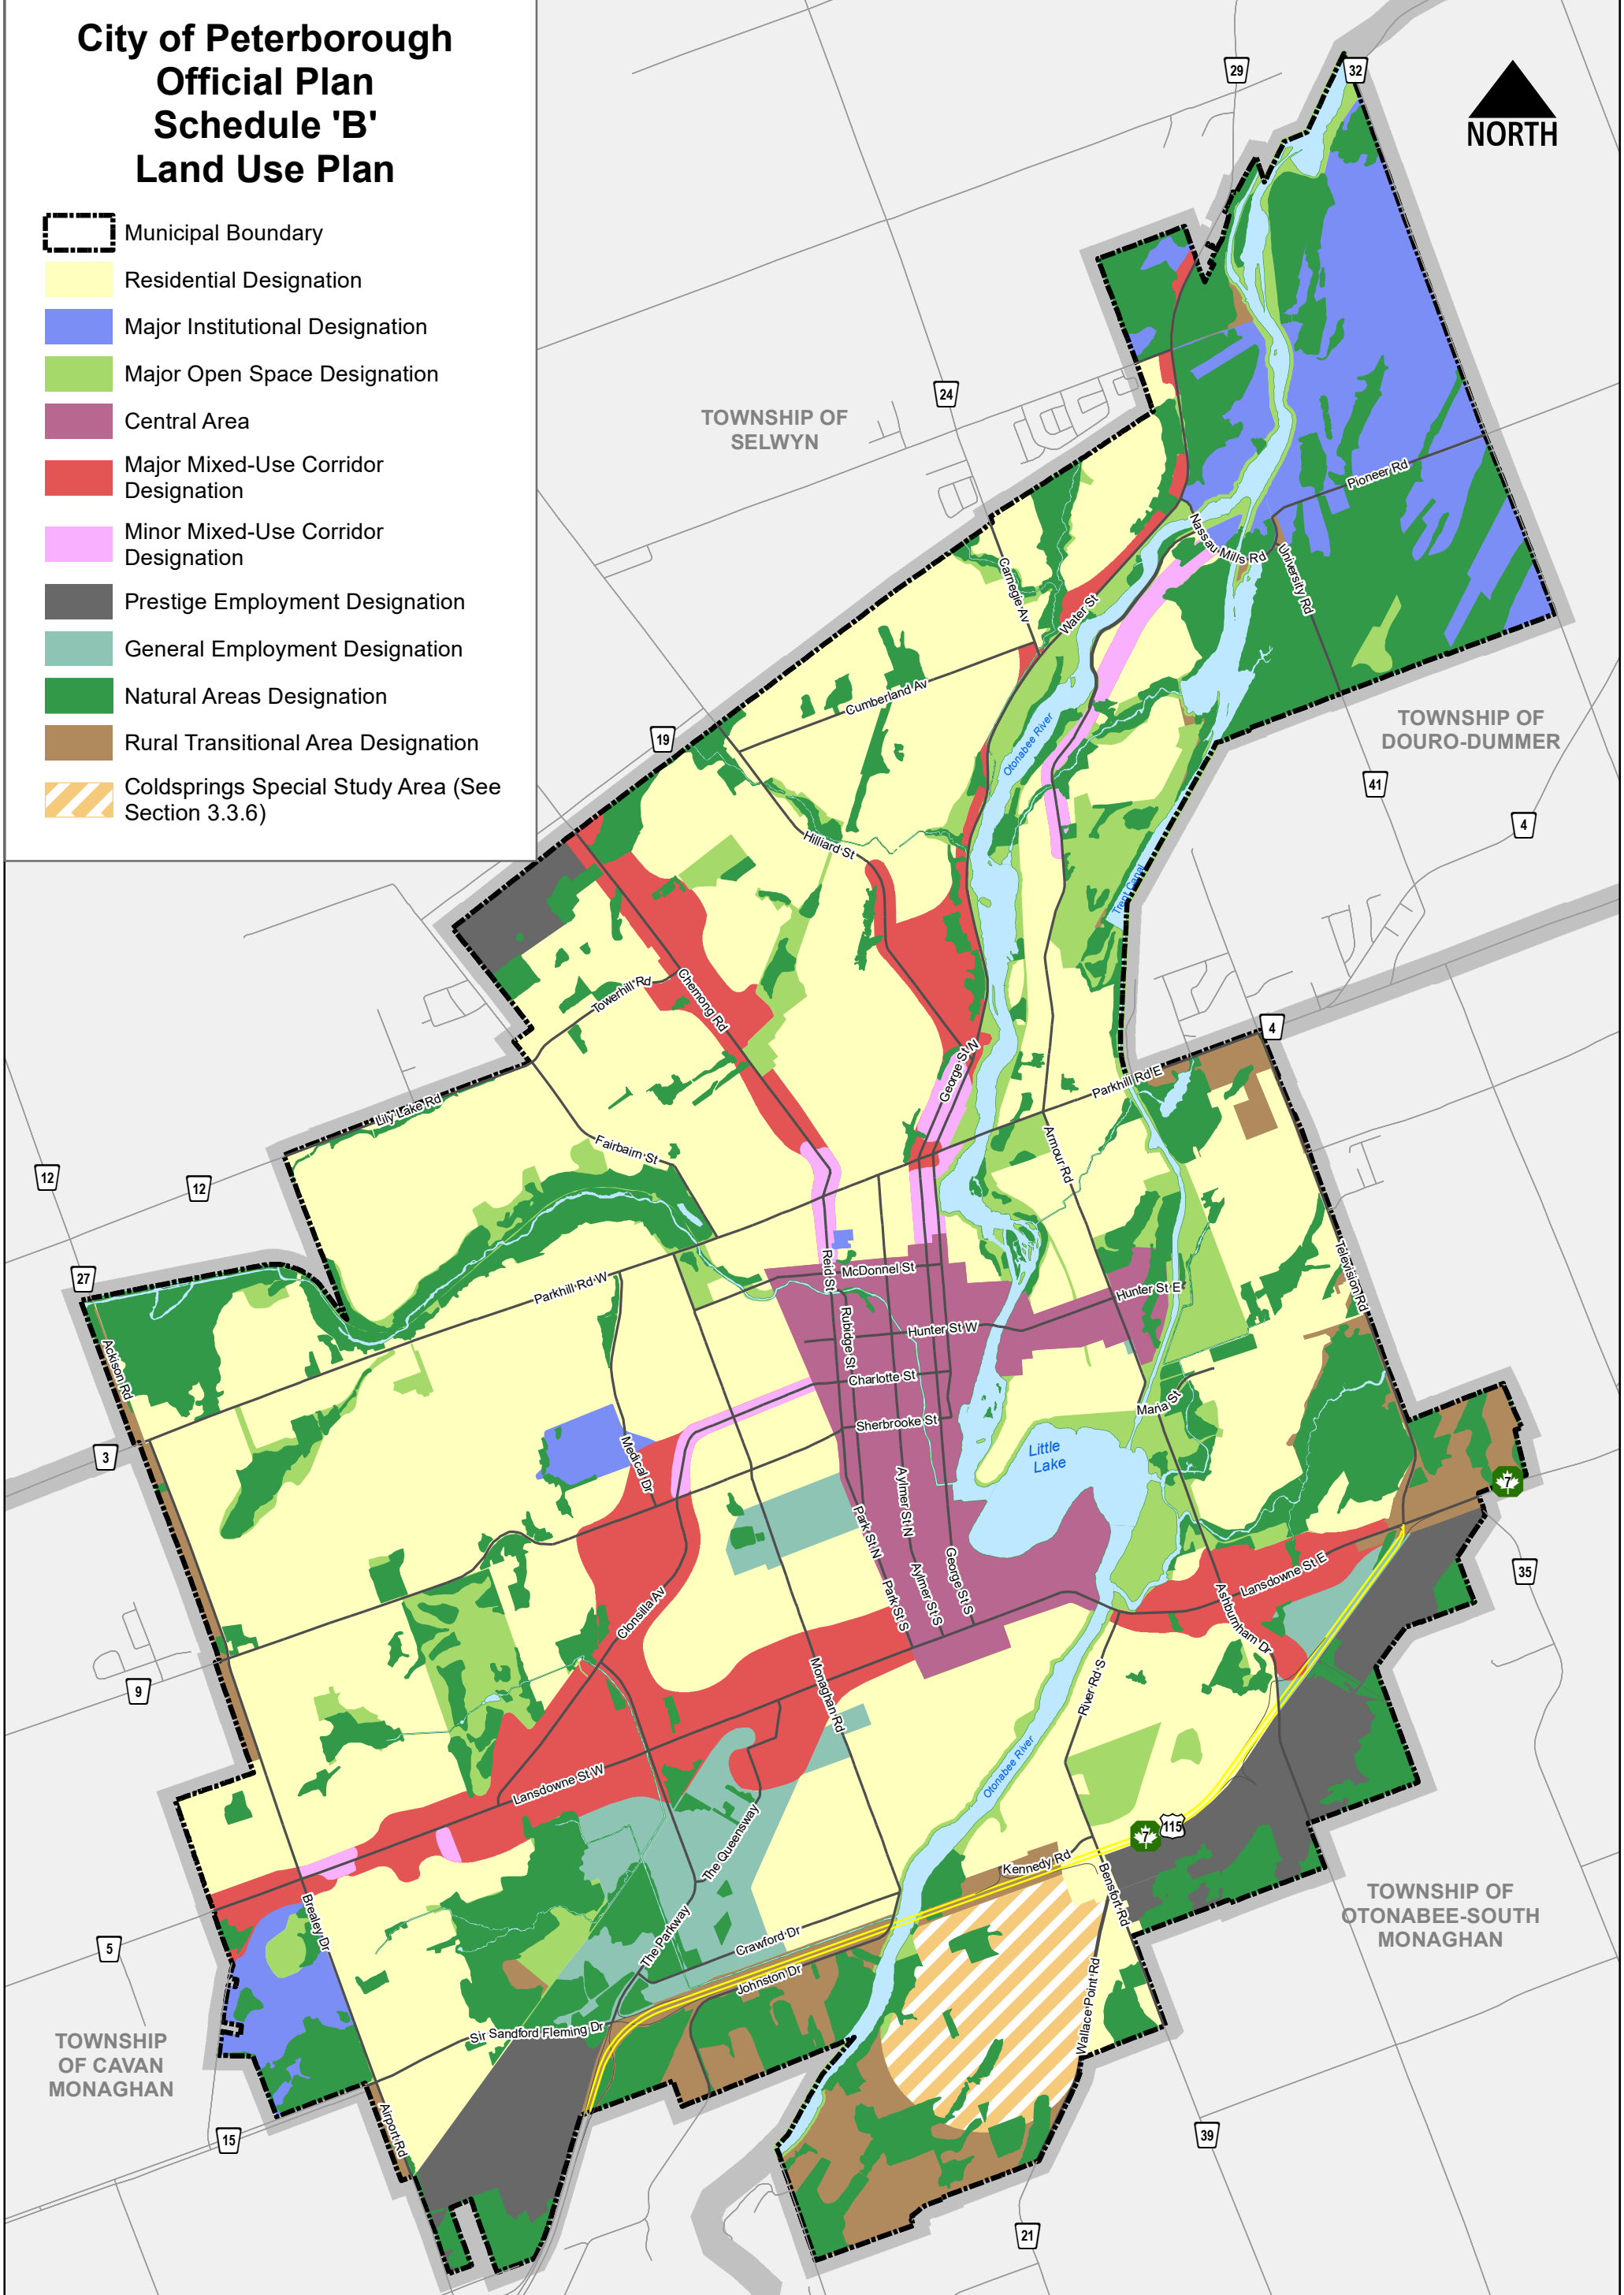 City of Peterborough
Official Plan
Schedule 'B'
Land Use Plan
Municipal Boundary
Residential Designation
Major Institutional Designation
Major Open Space Designation
Central Area
Major Mixed-Use Corridor
Designation
Minor Mixed-Use Corridor
Designation
Prestige Employment Designation
General Employment Designation
Natural Areas Designation
Rural Transitional Area Designation
Coldsprings Special Study Area (See
Section 3.3.6)
NORTH
29
32
24
TOWNSHIP OF
SELWYN
Pioneer Rd
Nassau Mills Rd
University Rd
Carnegie Av
Water St
Cumberland Av
Otonabee River
19
TOWNSHIP OF
DOURO-DUMMER
41
4
Hilliard St
Trent Canal
Towerhill Rd
Chemong Rd
4
George St N
Parkhill Rd E
Lily Lake Rd
Fairbairn St
Armour Rd
12
12
27
Television Rd
McDonnel St
Reid St
Parkhill Rd W
Hunter St E
Ackison Rd
Rubidge St
Hunter St W
Charlotte St
Maria St
Sherbrooke St
3
Medical Dr
Little
Lake
7
Aylmer St N
Park St N
George St S
Aylmer St S
Park St S
Lansdowne St E
35
Ashburnham Dr
Clonsilla Av
9
Monaghan Rd
River Rd S
Otonabee River
Lansdowne St W
The Queensway
7
115
Kennedy Rd
Bensfort Rd
TOWNSHIP OF
OTONABEE-SOUTH
MONAGHAN
Brealey Dr
5
The Parkway
Crawford Dr
Johnston Dr
Wallace Point Rd
Sir Sandford Fleming Dr
TOWNSHIP
OF CAVAN
MONAGHAN
Airport Rd
15
39
21